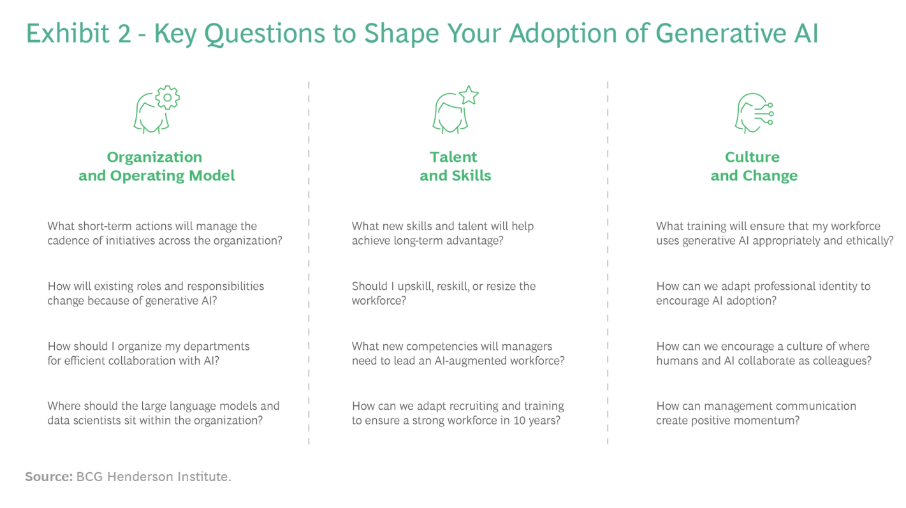 Exhibit 2 - Key Questions to Shape Your Adoption of Generative AI
Organization
and Operating Model
What short-term actions will manage the
cadence of initiatives across the organization?
How will existing roles and responsibilities
change because of generative AI?
How should I organize my departments
for efficient collaboration with AI?
Where should the large language models and
data scientists sit within the organization?
Talent
and Skills
What new skills and talent will help
achieve long-term advantage?
Should I upskill, reskill, or resize the
workforce?
What new competencies will managers
need to lead an AI-augmented workforce?
How can we adapt recruiting and training
to ensure a strong workforce in 10 years?
Culture
and Change
What training will ensure that my workforce
uses generative AI appropriately and ethically?
How can we adapt professional identity to
encourage AI adoption?
How can we encourage a culture of where
humans and AI collaborate as colleagues?
How can management communication
create positive momentum?
Source: BCG Henderson Institute.